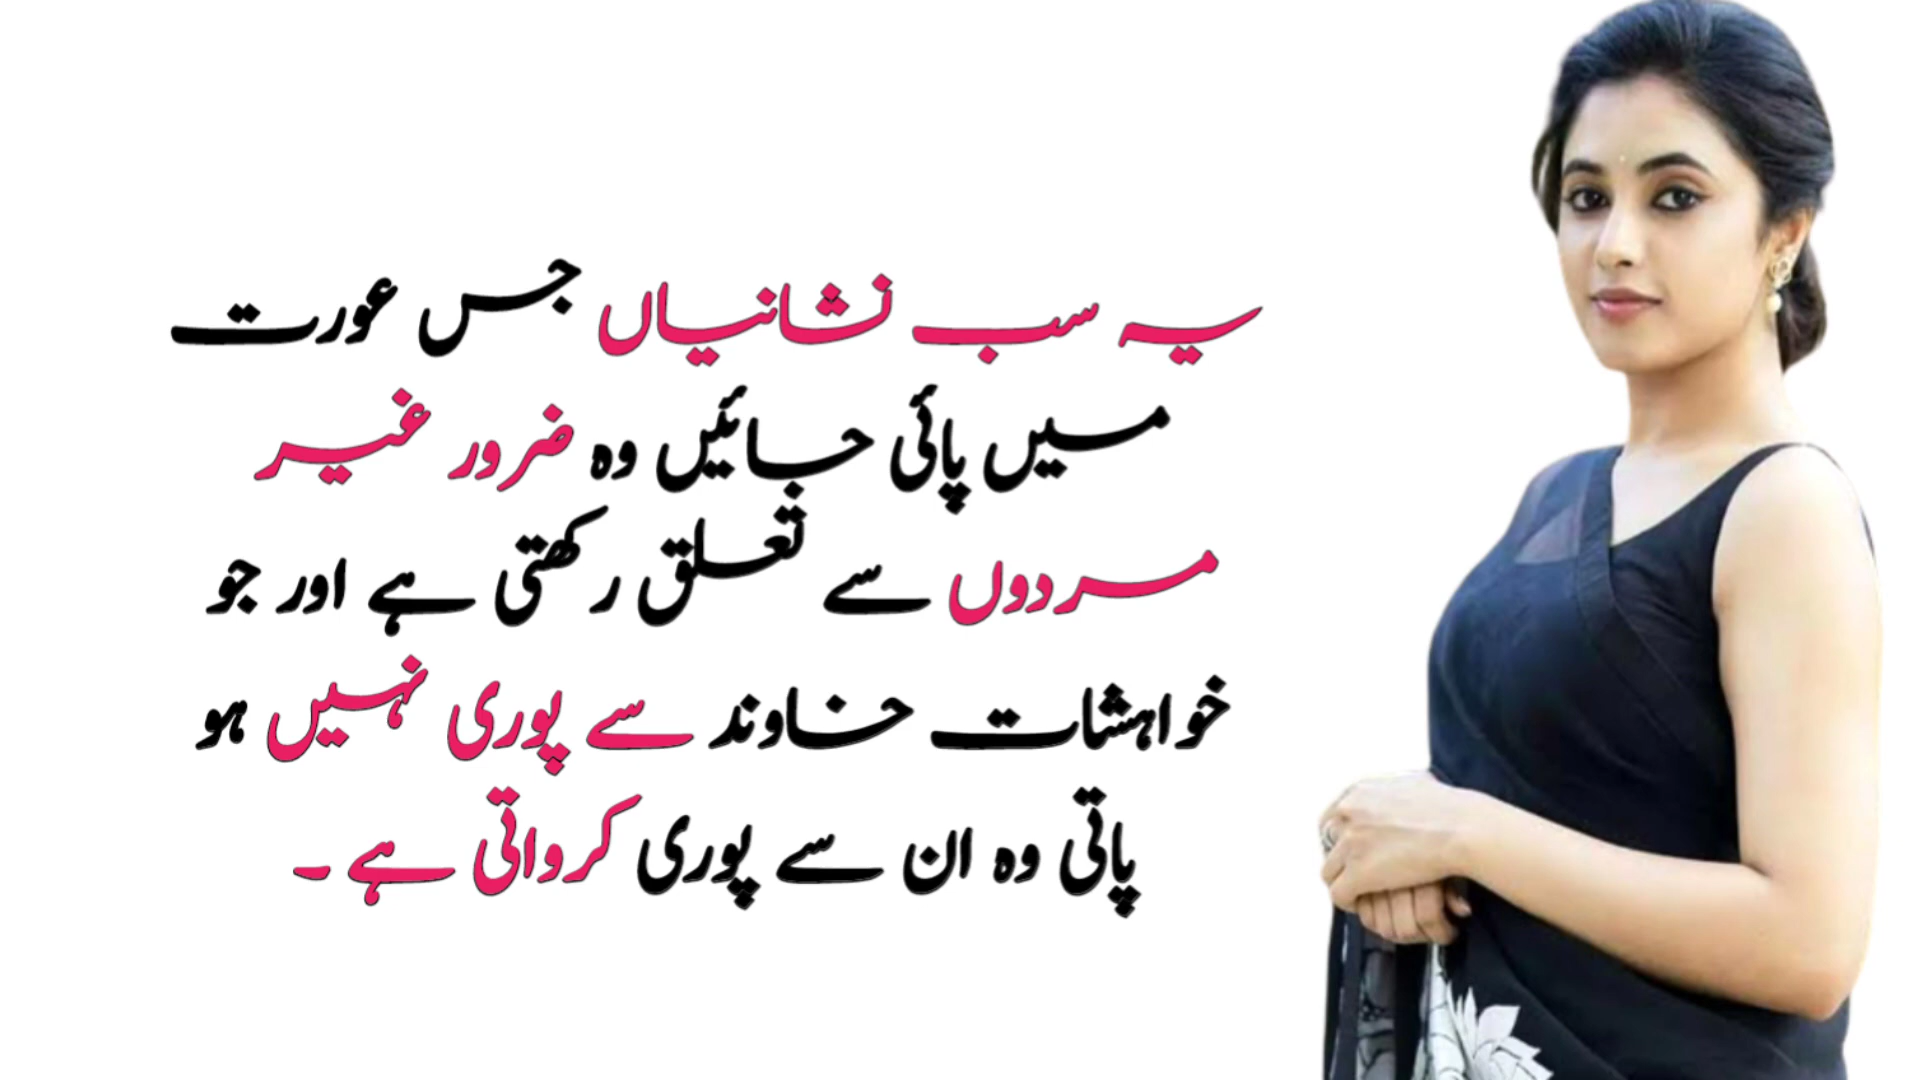 یہ سب نشانیاں جس عورت
میں پائی جائیں وہ ضرور غیر
مردوں سے تعلق رکھتی ہے اور جو
خواہشات خاوند سے پوری نہیں ہو
پاتی وہ ان سے پوری کرواتی ہے ۔